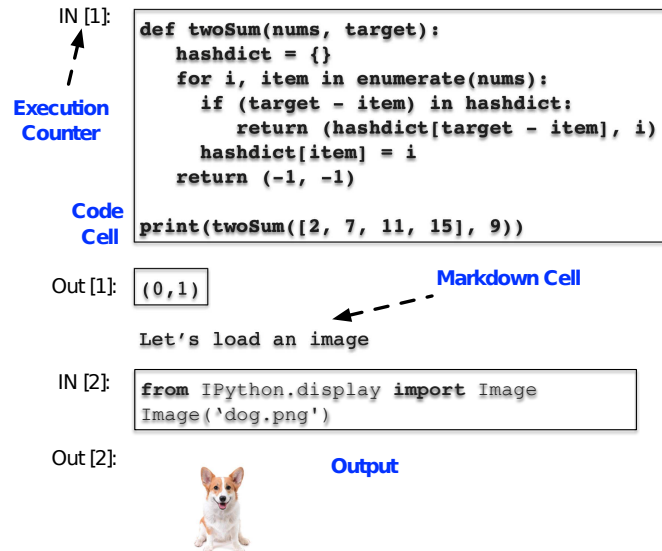 IN [1]:
def twoSum(nums, target):
    hashdict = {}
    for i, item in enumerate(nums):
        if (target - item) in hashdict:
            return (hashdict[target - item], i)
        hashdict[item] = i
    return (-1, -1)
print(twoSum([2, 7, 11, 15], 9))
Execution
Counter
Code
Cell
Out [1]:
(0,1)
Markdown Cell
Let’s load an image
IN [2]:
from IPython.display import Image
Image(‘dog.png')
Out [2]:
Output